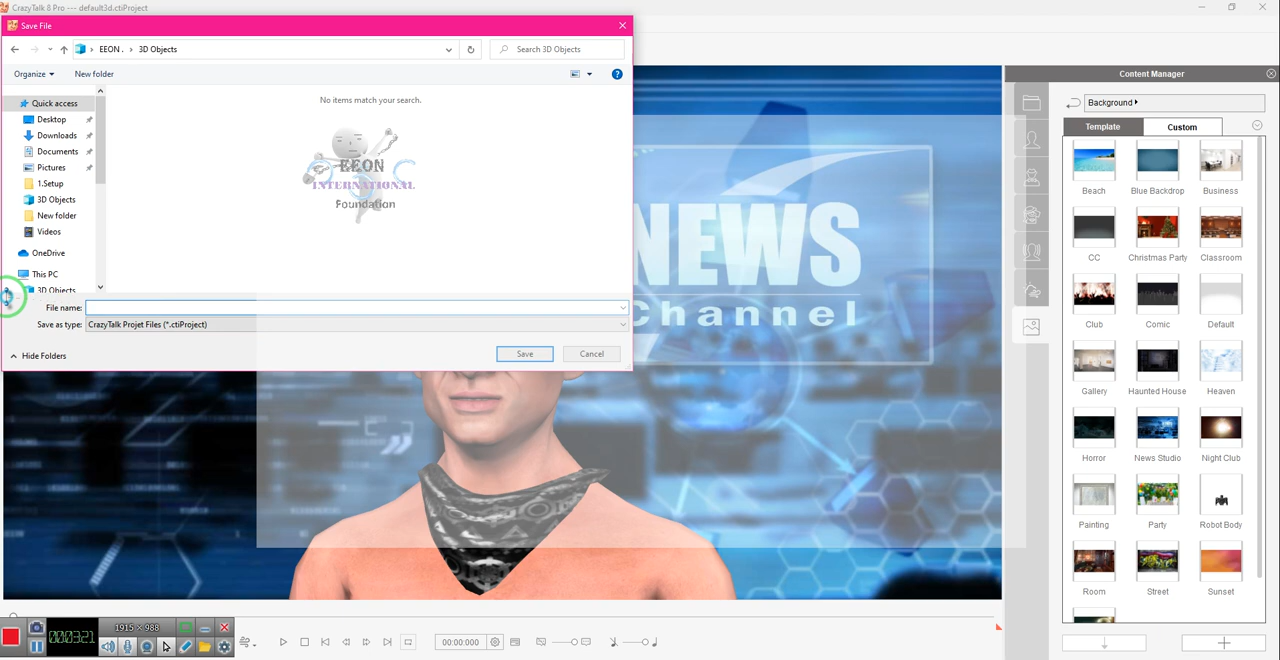 CrazyTalk 8 Pro --- default3d.ctiProject
Save File
EEON . › 3D Objects
Search 3D Objects
Organize
New folder
Quick access
Desktop
Downloads
Documents
Pictures
1.Setup
3D Objects
New folder
Videos
OneDrive
This PC
3D Objects
No items match your search.
EEON
INTERNATIONAL
Foundation
File name:
Save as type: CrazyTalk Projet Files (*.ctiProject)
Hide Folders
Save
Cancel
NEWS
Channel
Content Manager
Background
Template
Custom
Beach
Blue Backdrop
Business
CC
Christmas Party
Classroom
Club
Comic
Default
Gallery
Haunted House
Heaven
Horror
News Studio
Night Club
Painting
Party
Robot Body
Room
Street
Sunset
1915 × 988
000321
00:00:000